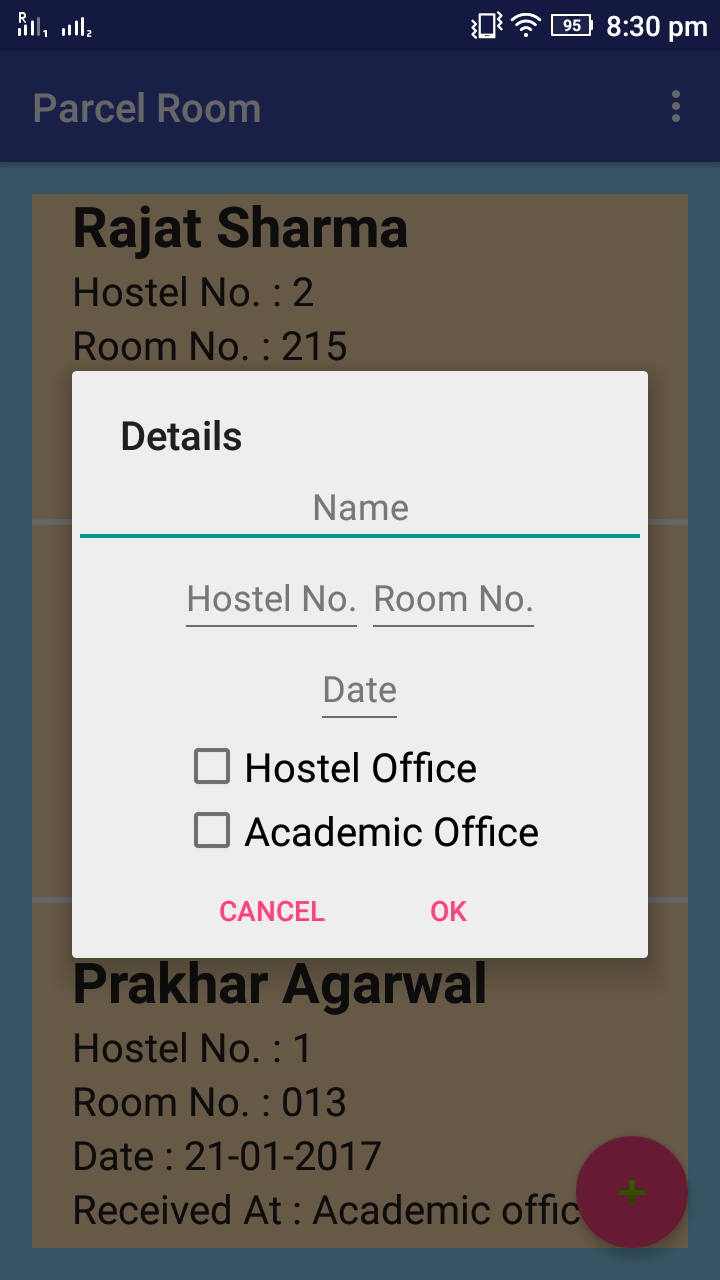 R
1 2 95 8:30 pm
Parcel Room
Rajat Sharma
Hostel No. : 2
Room No. : 215
Details
Name
Hostel No. Room No.
Date
Hostel Office
Academic Office
CANCEL OK
Prakhar Agarwal
Hostel No. : 1
Room No. : 013
Date : 21-01-2017
Received At : Academic offic